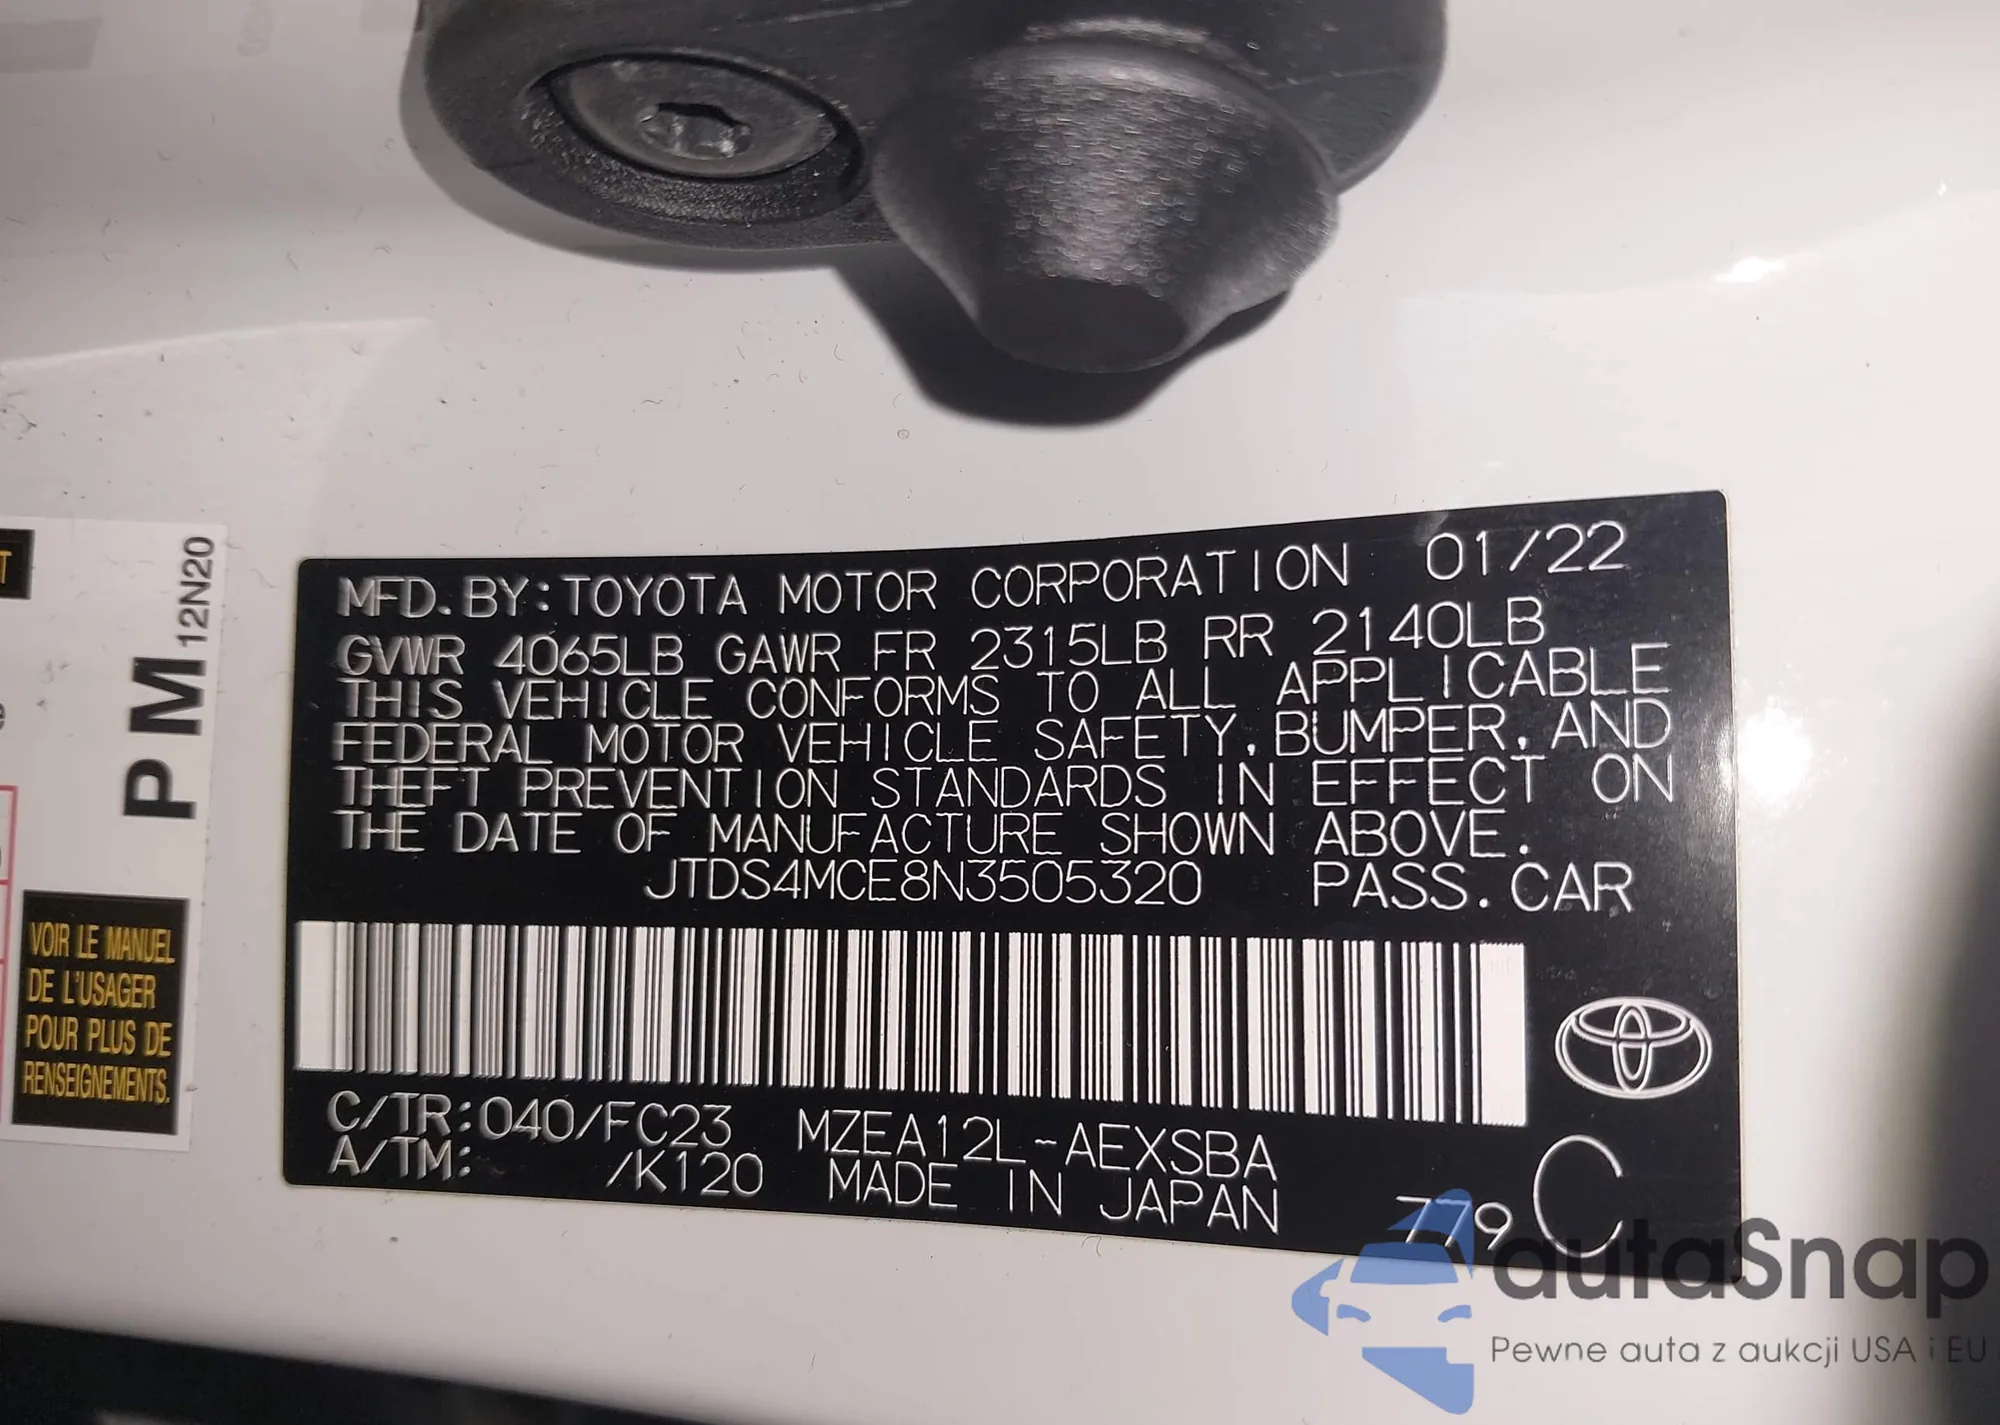 T
PM 12N20
e
VOIR LE MANUEL
DE L'USAGER
POUR PLUS DE
RENSEIGNEMENTS.
MFD. BY: TOYOTA MOTOR CORPORATION 01/22
GVWR 4065LB GAWR FR 2315LB RR 2140LB
THIS VEHICLE CONFORMS TO ALL APPLICABLE
FEDERAL MOTOR VEHICLE SAFETY, BUMPER, AND
THEFT PREVENTION STANDARDS IN EFFECT ON
THE DATE OF MANUFACTURE SHOWN ABOVE.
JTDS4MCE8N3505320 PASS. CAR
C/TR: 040/FC23 MZEA12L-AEXSBA
A/TM: /K120 MADE IN JAPAN
779 C
autaSnap
Pewne auta z aukcji USA i EU